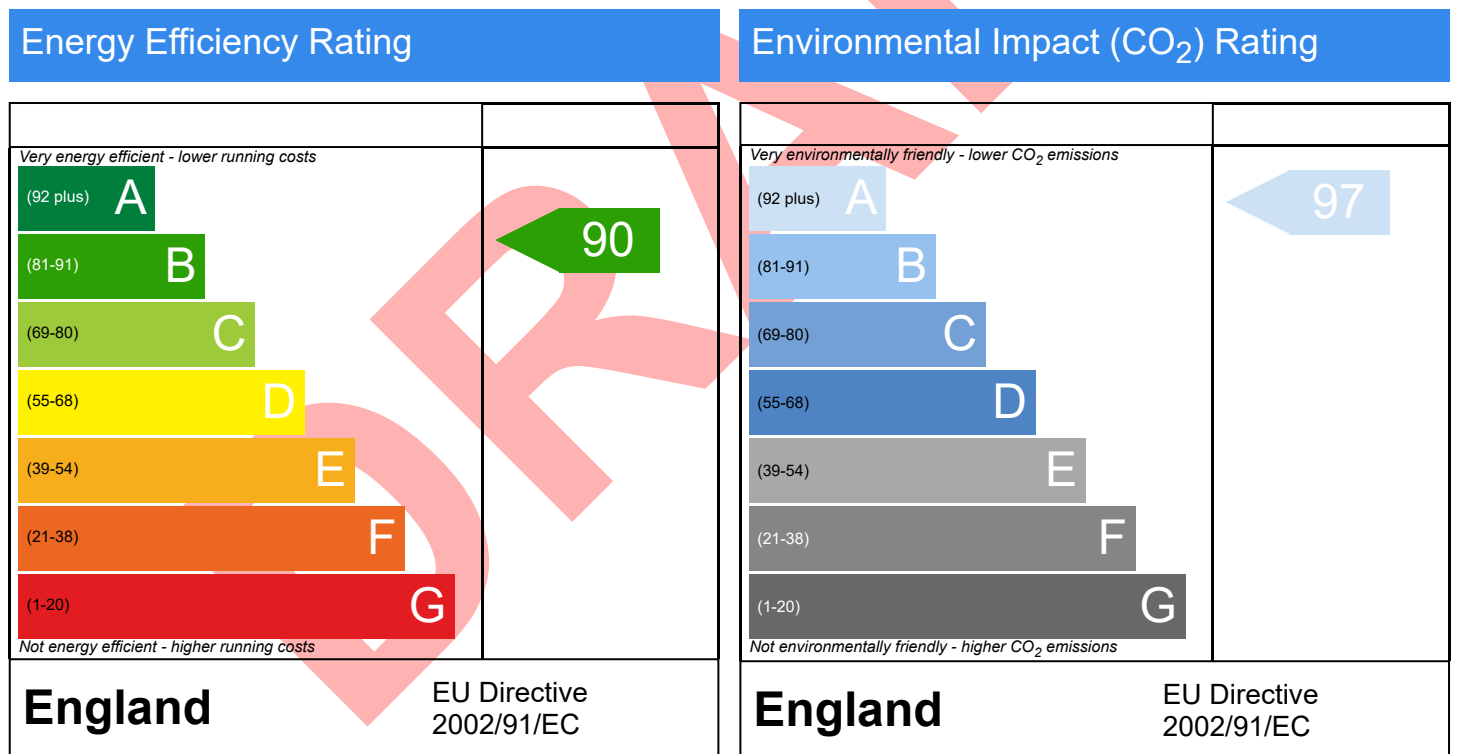 Energy Efficiency Rating
Very energy efficient - lower running costs
(92 plus) A
(81-91) B
90
(69-80) C
(55-68) D
(39-54) E
(21-38) F
(1-20) G
Not energy efficient - higher running costs
England
EU Directive
2002/91/EC
Environmental Impact (CO₂) Rating
Very environmentally friendly - lower CO₂ emissions
(92 plus) A
97
(81-91) B
(69-80) C
(55-68) D
(39-54) E
(21-38) F
(1-20) G
Not environmentally friendly - higher CO₂ emissions
England
EU Directive
2002/91/EC